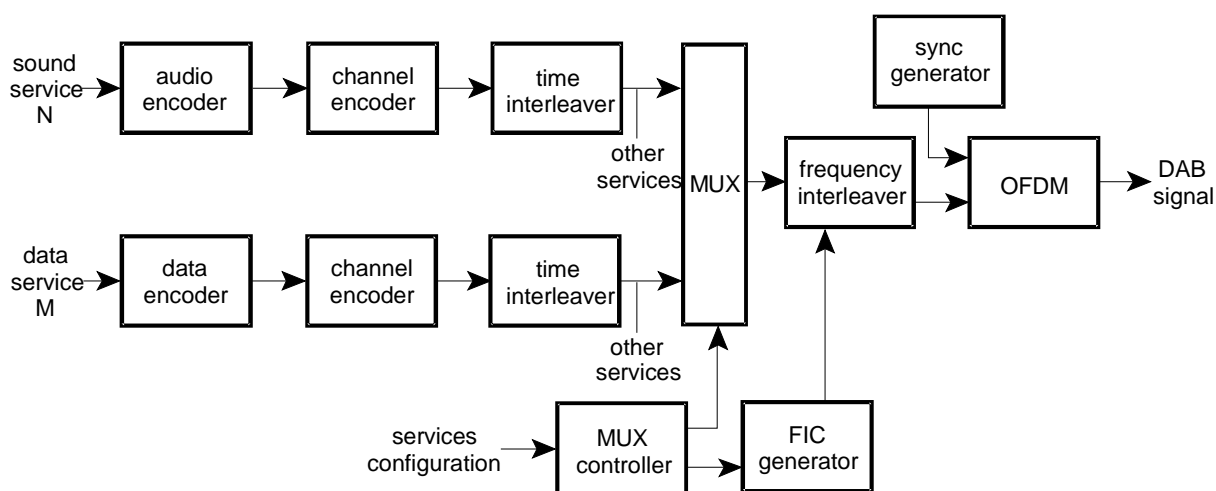 sound
service
N
audio
encoder
channel
encoder
time
interleaver
other
services
MUX
sync
generator
frequency
interleaver
OFDM
DAB
signal
data
service
M
data
encoder
channel
encoder
time
interleaver
other
services
services
configuration
MUX
controller
FIC
generator